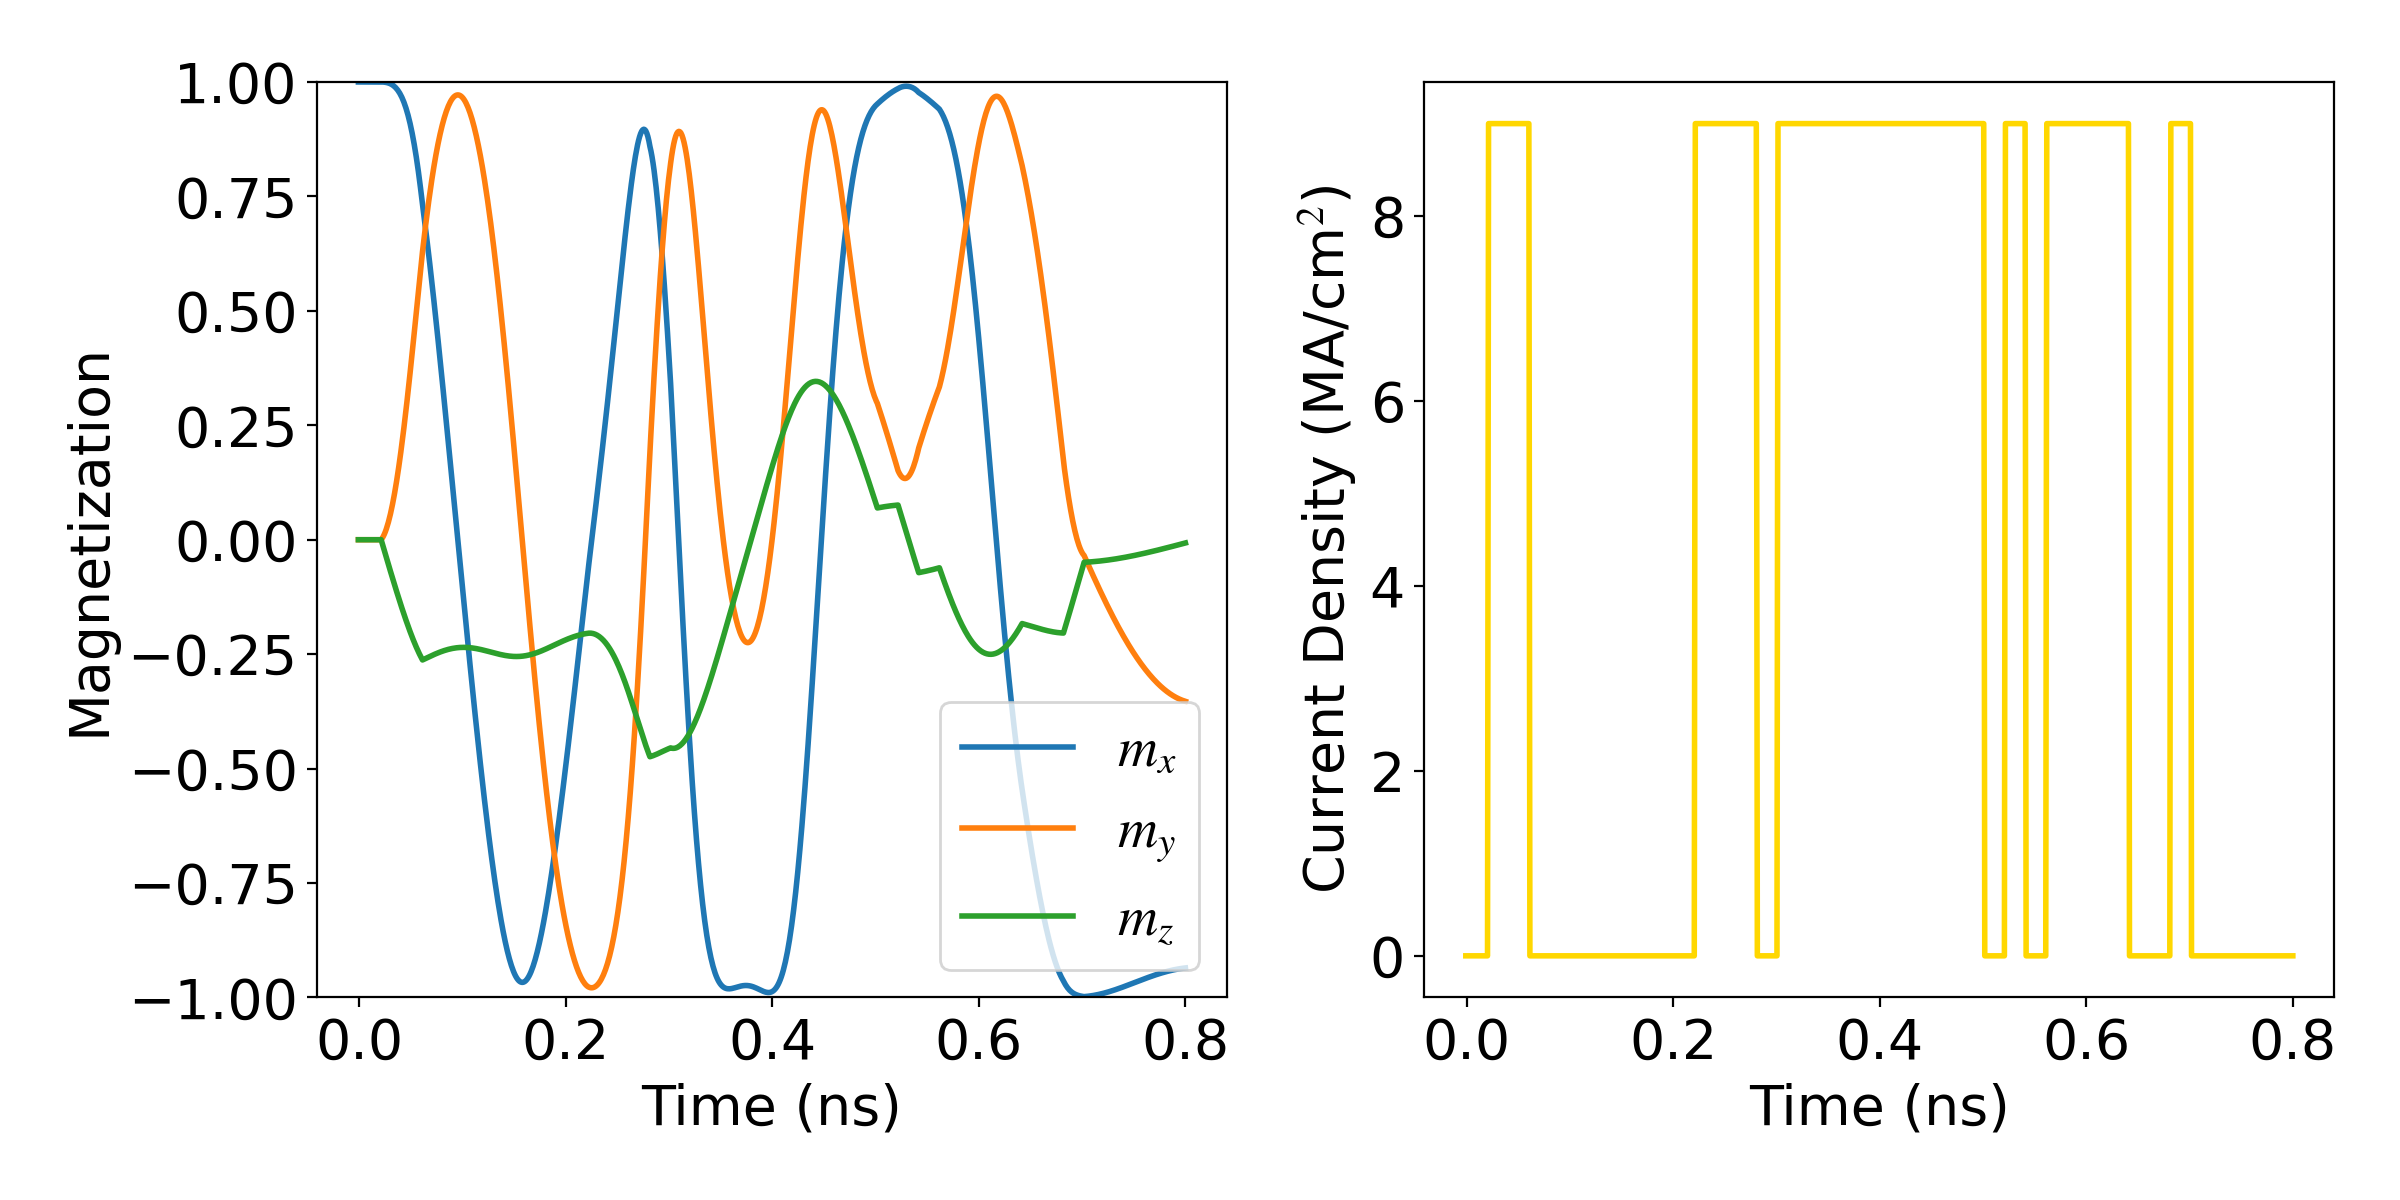 1.00
0.75
0.50
0.25
0.00
−0.25
−0.50
−0.75
−1.00
Magnetization
0.0 0.2 0.4 0.6 0.8
Time (ns)
m_x
m_y
m_z
8
6
4
2
0
Current Density (MA/cm²)
0.0 0.2 0.4 0.6 0.8
Time (ns)